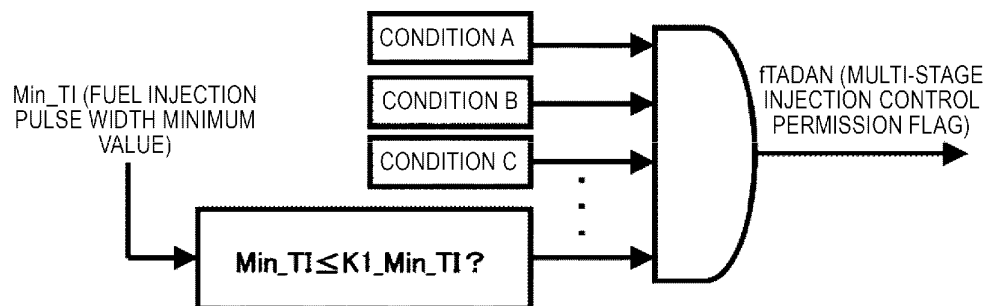 CONDITION A
CONDITION B
CONDITION C
Min_TI (FUEL INJECTION
PULSE WIDTH MINIMUM
VALUE)
Min_TI≦K1_Min_TI?
fTADAN (MULTI-STAGE
INJECTION CONTROL
PERMISSION FLAG)